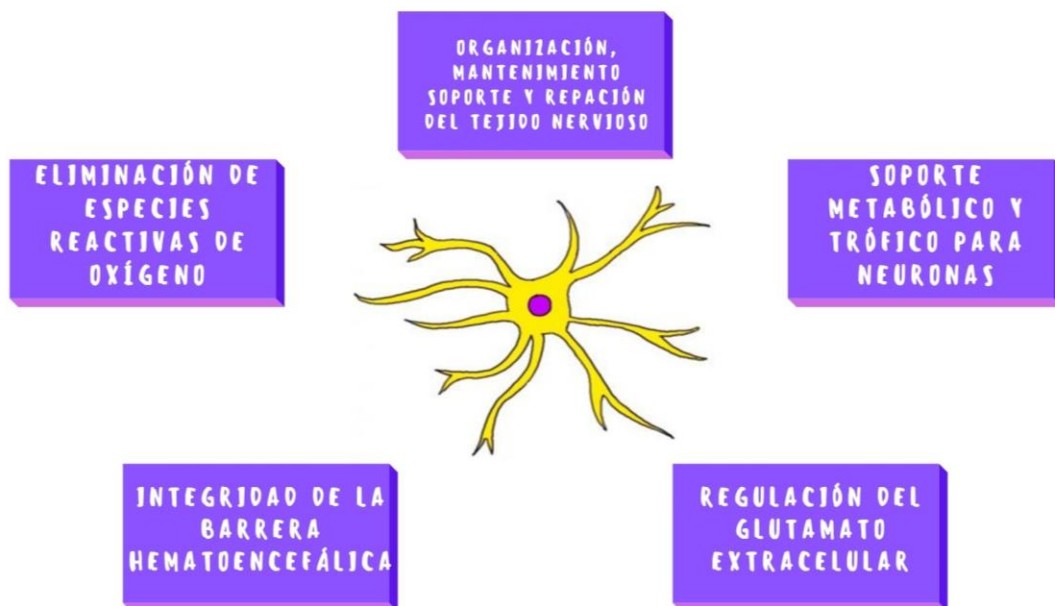 ORGANIZACIÓN,
MANTENIMIENTO
SOPORTE Y REPACIÓN
DEL TEJIDO NERVIOSO
ELIMINACIÓN DE
ESPECIES
REACTIVAS DE
OXÍGENO
SOPORTE
METABÓLICO Y
TRÓFICO PARA
NEURONAS
INTEGRIDAD DE LA
BARRERA
HEMATOENCEFÁLICA
REGULACIÓN DEL
GLUTAMATO
EXTRACELULAR